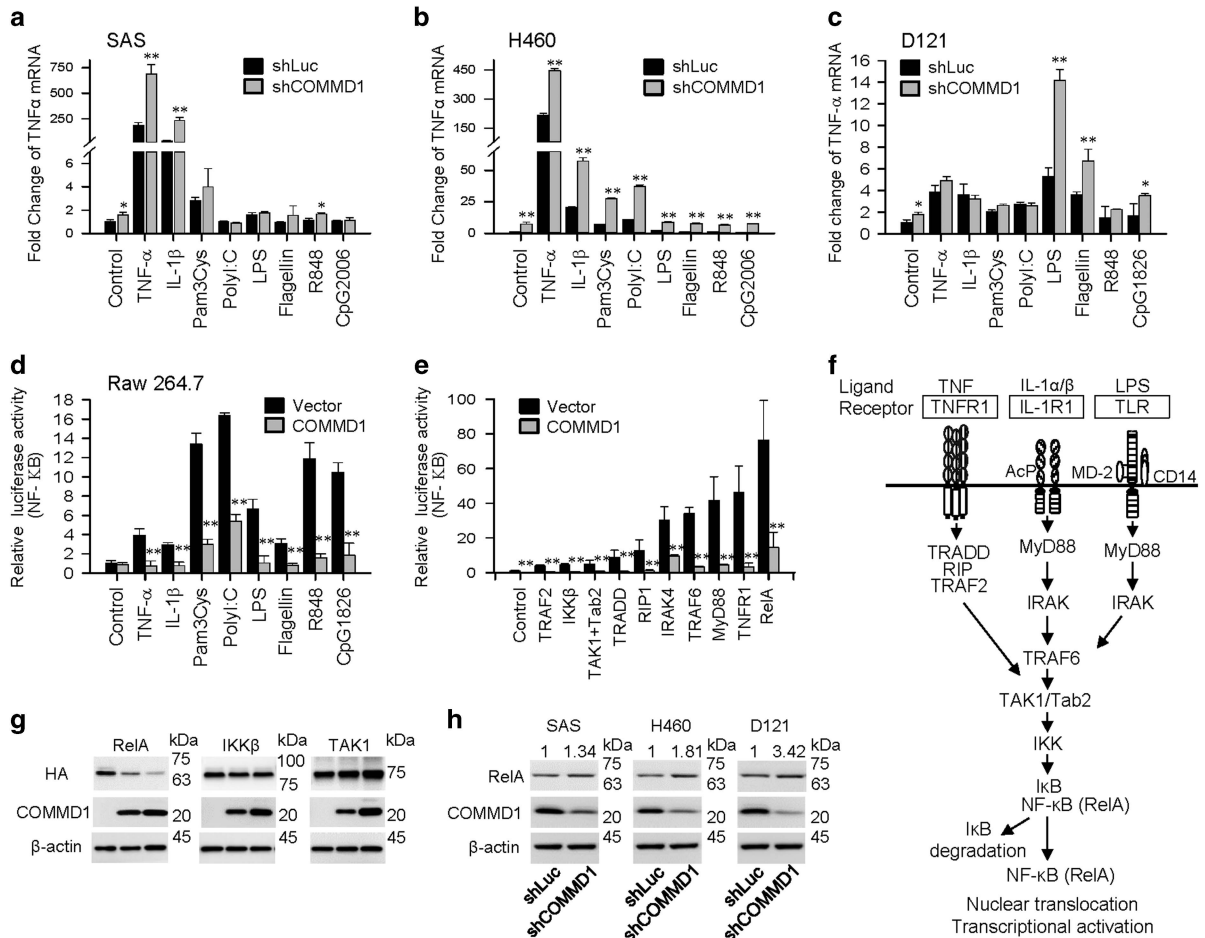 a
SAS
Fold Change of TNFα mRNA
750
500
250
6
4
2
0
shLuc
shCOMMD1
**
**
*
*
Control
TNF-α
IL-1β
Pam3Cys
PolyI:C
LPS
Flagellin
R848
CpG2006
b
H460
Fold Change of TNFα mRNA
450
300
150
50
25
0
shLuc
shCOMMD1
**
**
**
**
**
**
**
**
**
Control
TNF-α
IL-1β
Pam3Cys
PolyI:C
LPS
Flagellin
R848
CpG2006
c
D121
Fold Change of TNF-α mRNA
16
14
12
10
8
6
4
2
0
shLuc
shCOMMD1
*
**
**
*
Control
TNF-α
IL-1β
Pam3Cys
PolyI:C
LPS
Flagellin
R848
CpG1826
d
Raw 264.7
Relative luciferase activity
(NF- κB)
18
16
14
12
10
8
6
4
2
0
Vector
COMMD1
**
**
**
**
**
**
**
**
Control
TNF-α
IL-1β
Pam3Cys
PolyI:C
LPS
Flagellin
R848
CpG1826
e
Relative luciferase activity
(NF- κB)
100
80
60
40
20
0
Vector
COMMD1
** ** ** ** ** ** ** ** ** ** **
Control
TRAF2
IKKβ
TAK1+Tab2
TRADD
RIP1
IRAK4
TRAF6
MyD88
TNFR1
RelA
f
Ligand TNF IL-1α/β LPS
Receptor TNFR1 IL-1R1 TLR
AcP MD-2 CD14
TRADD
RIP
TRAF2
MyD88 MyD88
IRAK IRAK
TRAF6
TAK1/Tab2
IKK
IκB
NF-κB (RelA)
IκB
degradation
NF-κB (RelA)
Nuclear translocation
Transcriptional activation
g
RelA kDa IKKβ kDa TAK1 kDa
HA 75 63 100 75 75
COMMD1 20 20 20
β-actin 45 45 45
h
SAS H460 D121
1 1.34 kDa 1 1.81 kDa 1 3.42 kDa
RelA 75 63 75 63 75 63
COMMD1 20 20 20
β-actin 45 45 45
shLuc shCOMMD1 shLuc shCOMMD1 shLuc shCOMMD1